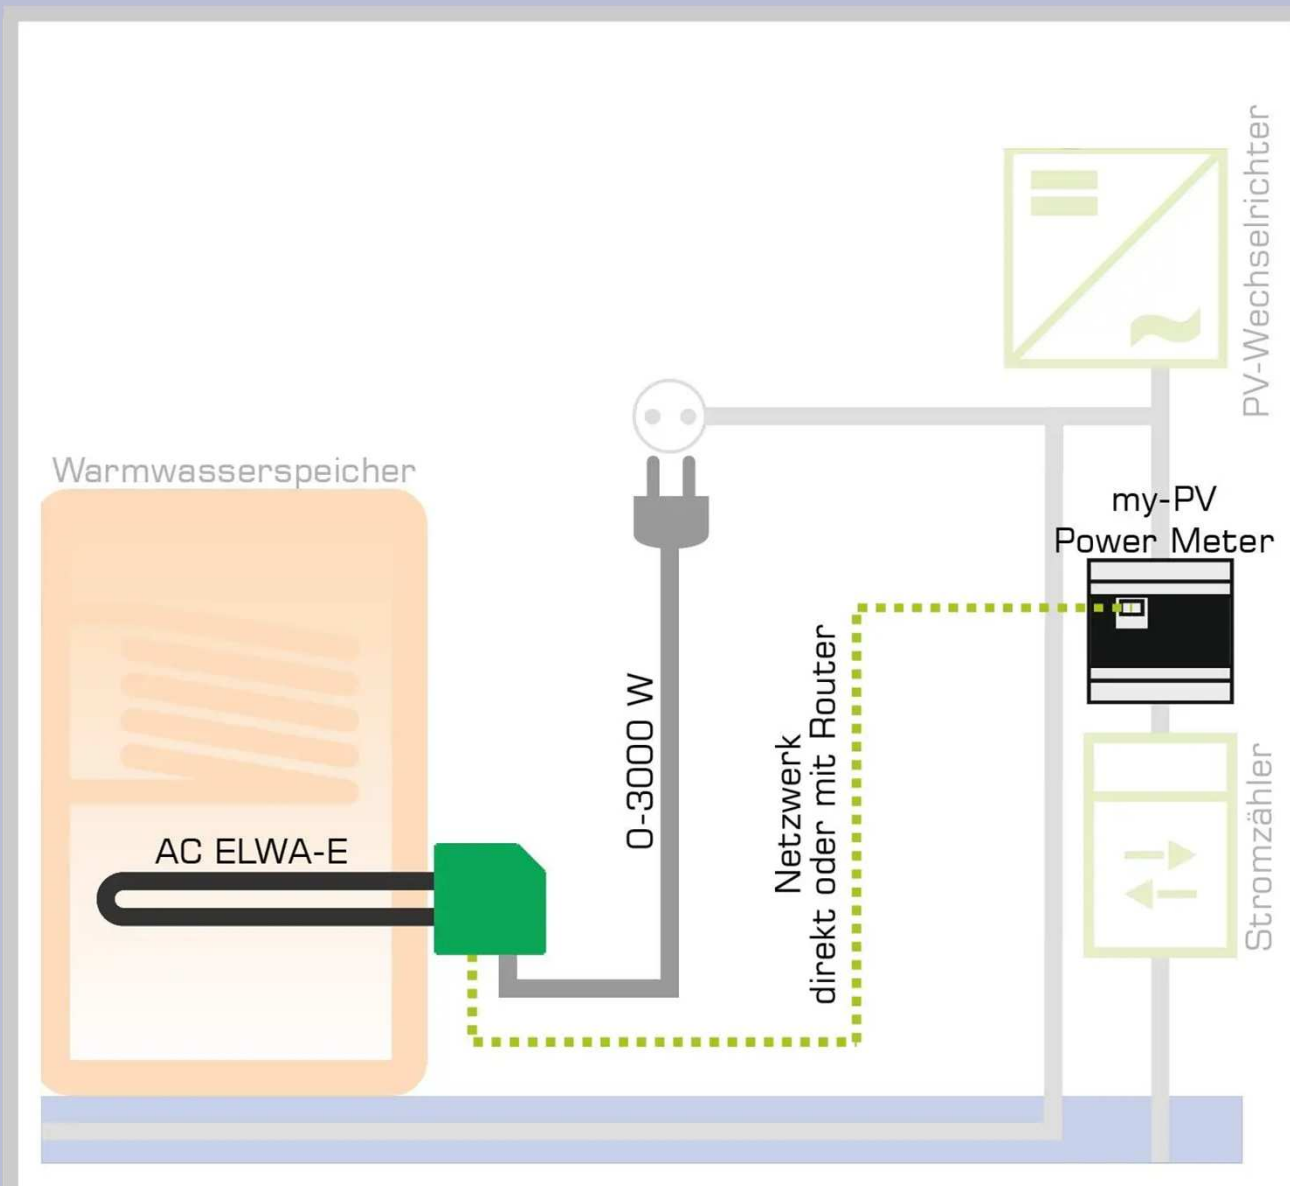 PV-Wechselrichter
Warmwasserspeicher
my-PV
Power Meter
0-3000 W
Netzwerk
direkt oder mit Router
Stromzähler
AC ELWA-E